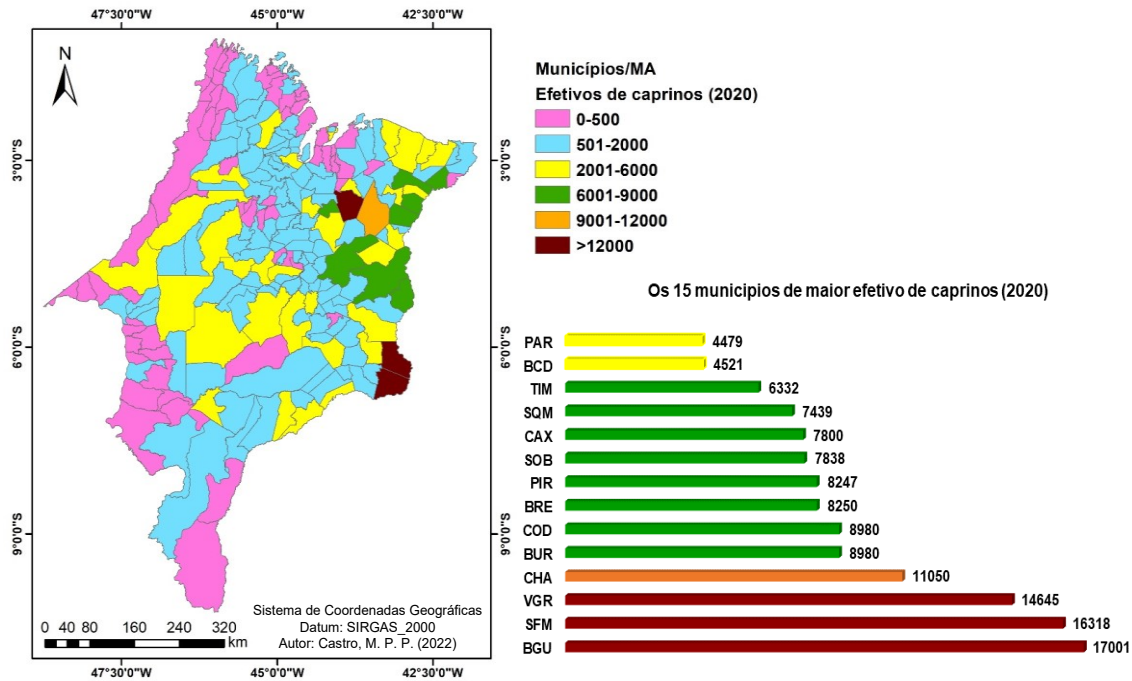 47°30'0"W 45°0'0"W 42°30'0"W
N
3°0'0"S
6°0'0"S
9°0'0"S
3°0'0"S
6°0'0"S
9°0'0"S
Sistema de Coordenadas Geográficas
Datum: SIRGAS_2000
Autor: Castro, M. P. P. (2022)
0 40 80 160 240 320
km
47°30'0"W 45°0'0"W 42°30'0"W
Municípios/MA
Efetivos de caprinos (2020)
0-500
501-2000
2001-6000
6001-9000
9001-12000
>12000
Os 15 municipios de maior efetivo de caprinos (2020)
PAR 4479
BCD 4521
TIM 6332
SQM 7439
CAX 7800
SOB 7838
PIR 8247
BRE 8250
COD 8980
BUR 8980
CHA 11050
VGR 14645
SFM 16318
BGU 17001